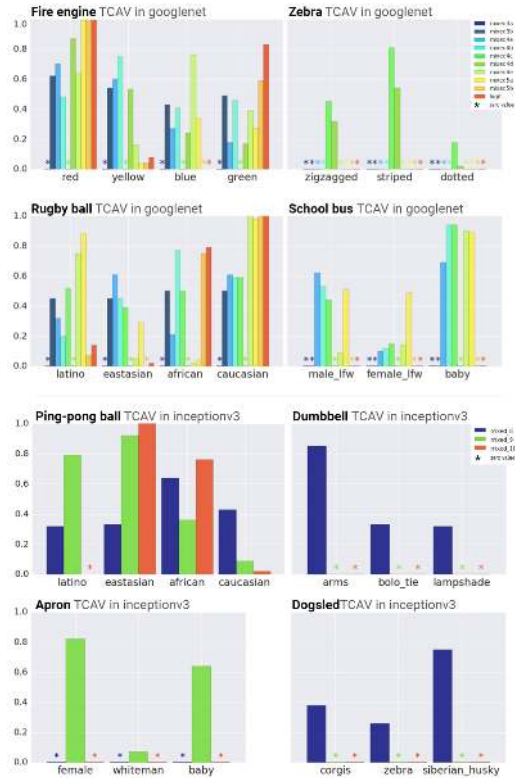 Fire engine TCAV in googlenet
Zebra TCAV in googlenet
1.0
0.8
0.6
0.4
0.2
0.0
red yellow blue green
zigzagged striped dotted
zero value
Rugby ball TCAV in googlenet
School bus TCAV in googlenet
1.0
0.8
0.6
0.4
0.2
0.0
latino eastasian african caucasian
male_lfw female_lfw baby
Ping-pong ball TCAV in inceptionv3
Dumbbell TCAV in inceptionv3
1.0
0.8
0.6
0.4
0.2
0.0
latino eastasian african caucasian
arms bolo_tie lampshade
zero value
Apron TCAV in inceptionv3
DogsledTCAV in inceptionv3
1.0
0.8
0.6
0.4
0.2
0.0
female whiteman baby
corgis zebra siberian_husky